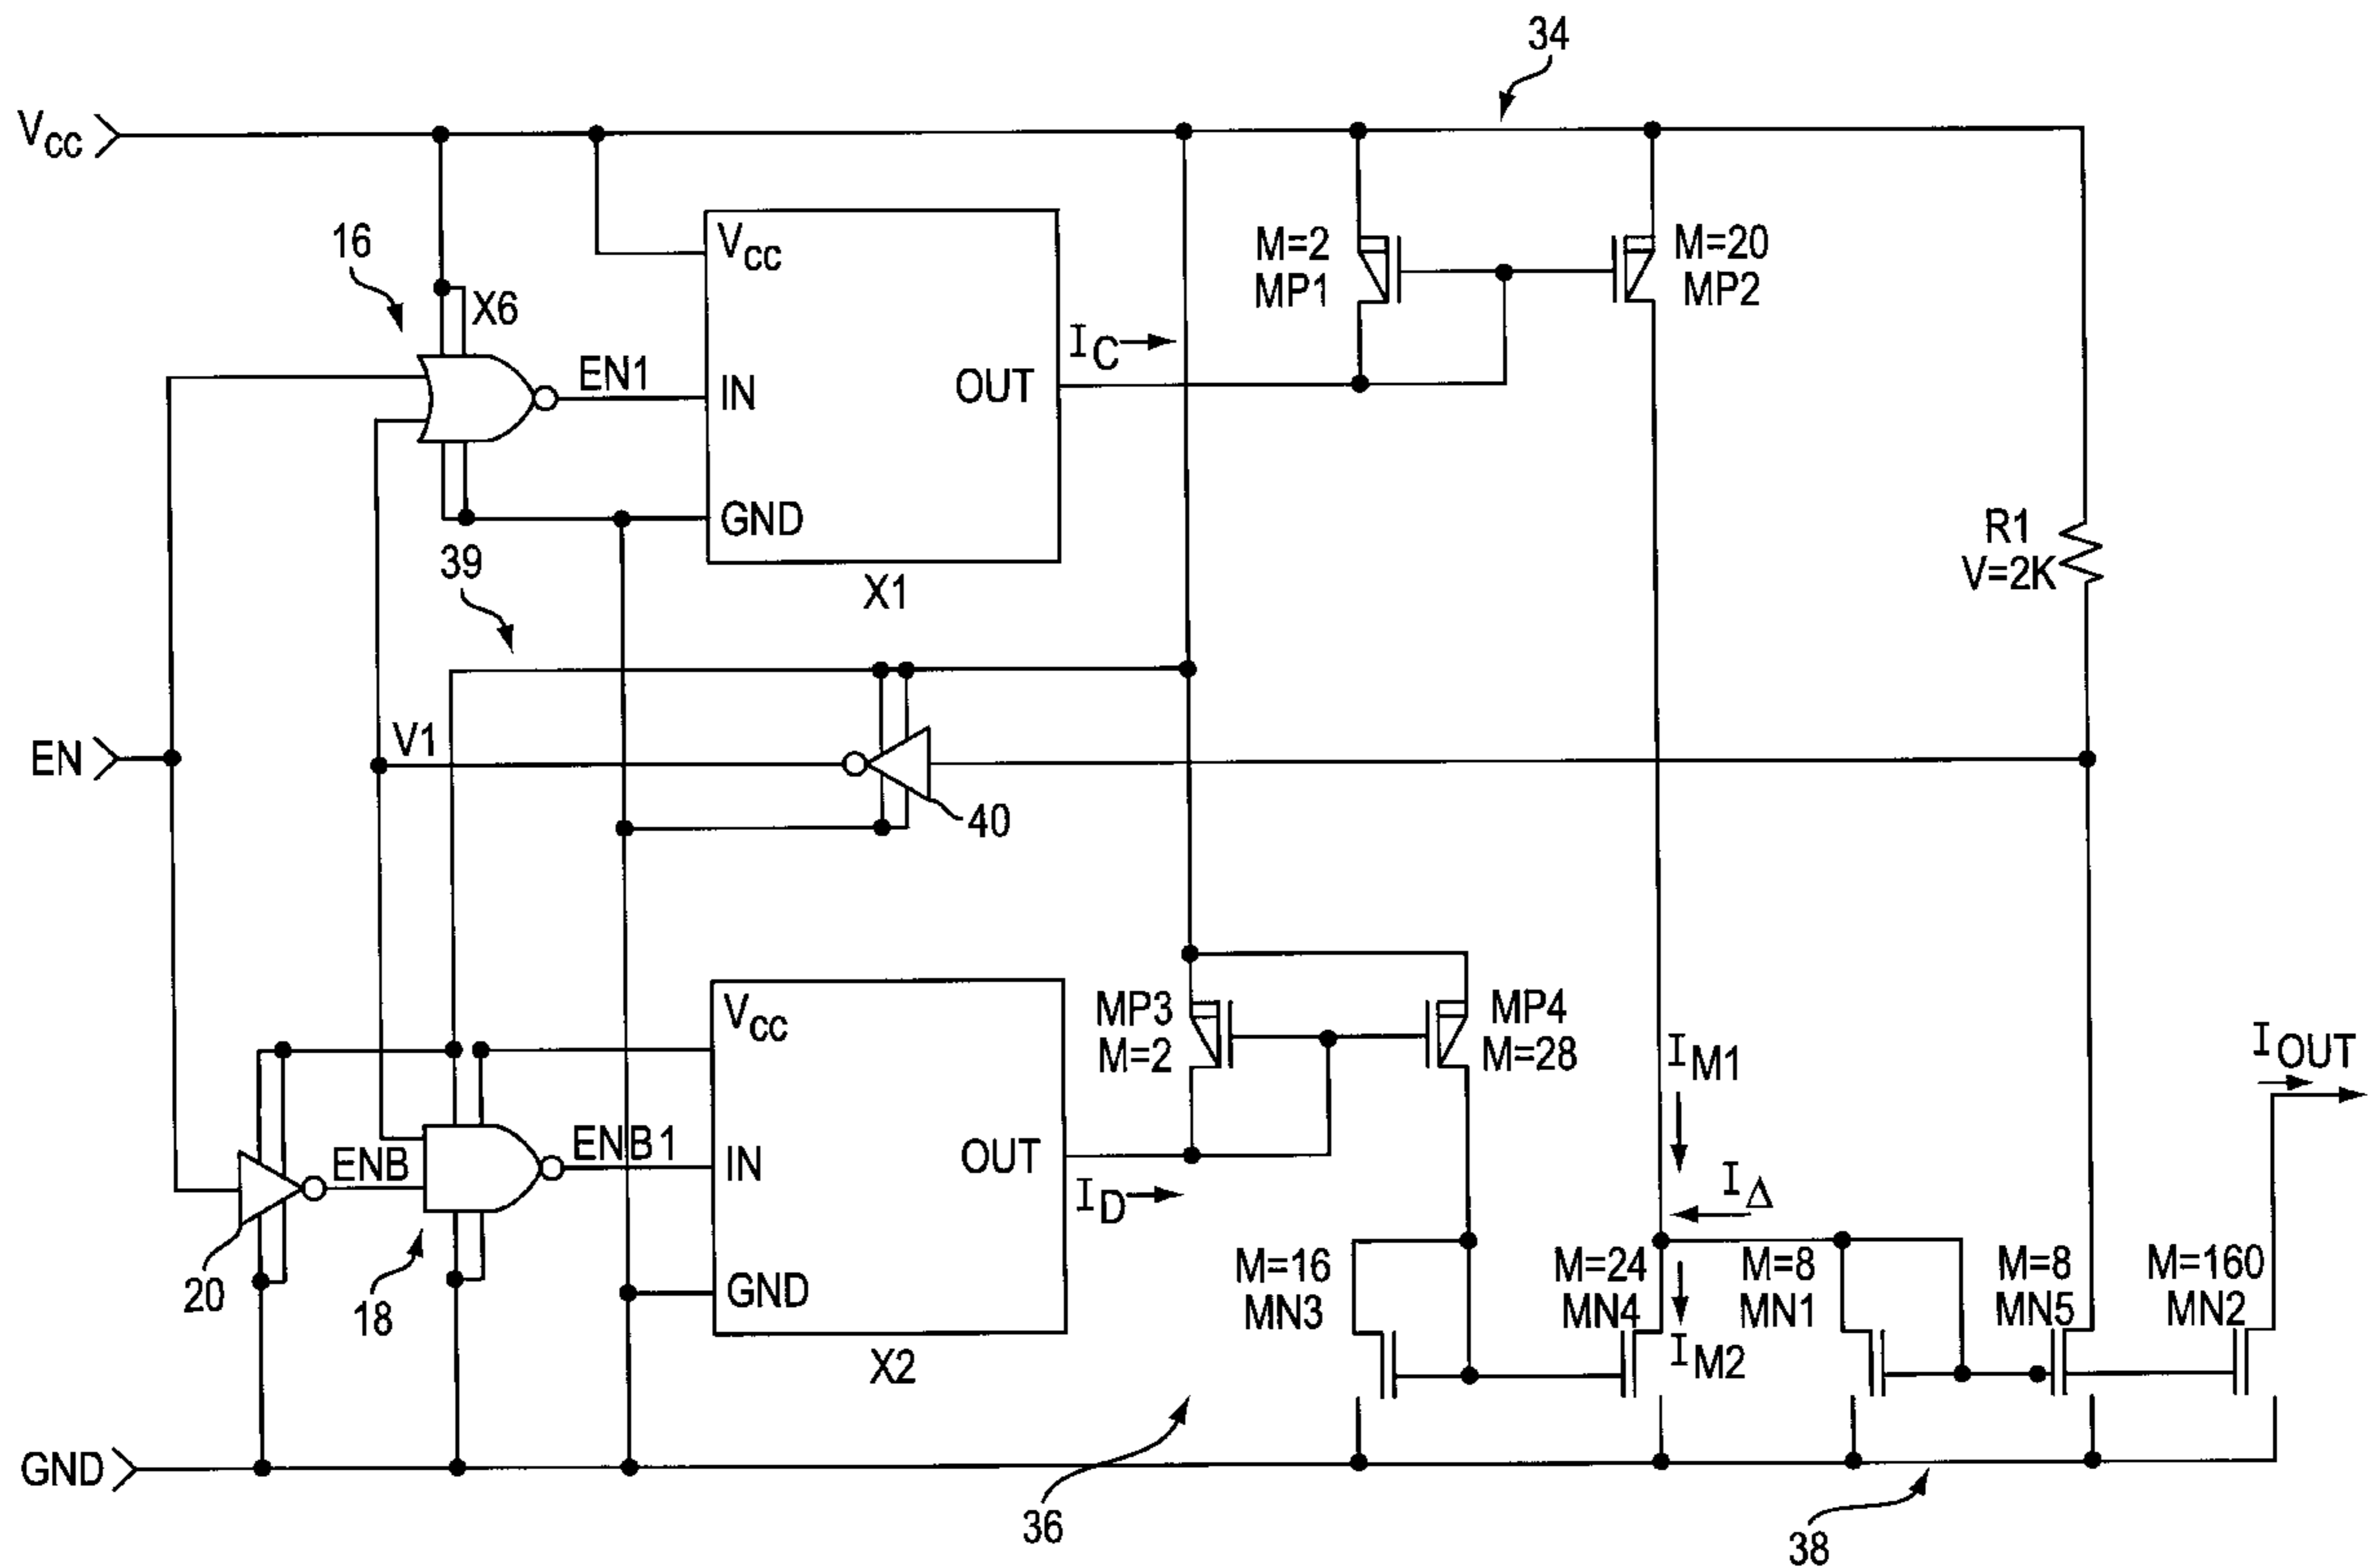 34
VCC
16
X6
VCC
M=2
MP1
M=20
MP2
IC
EN1
IN
OUT
R1
V=2K
GND
39
X1
EN
V1
40
VCC
MP3
M=2
MP4
M=28
IM1
IOUT
ENB
ENB1
IN
OUT
ID
IΔ
20
18
GND
M=16
MN3
M=24
MN4
M=8
MN1
M=8
MN5
M=160
MN2
IM2
X2
GND
36
38